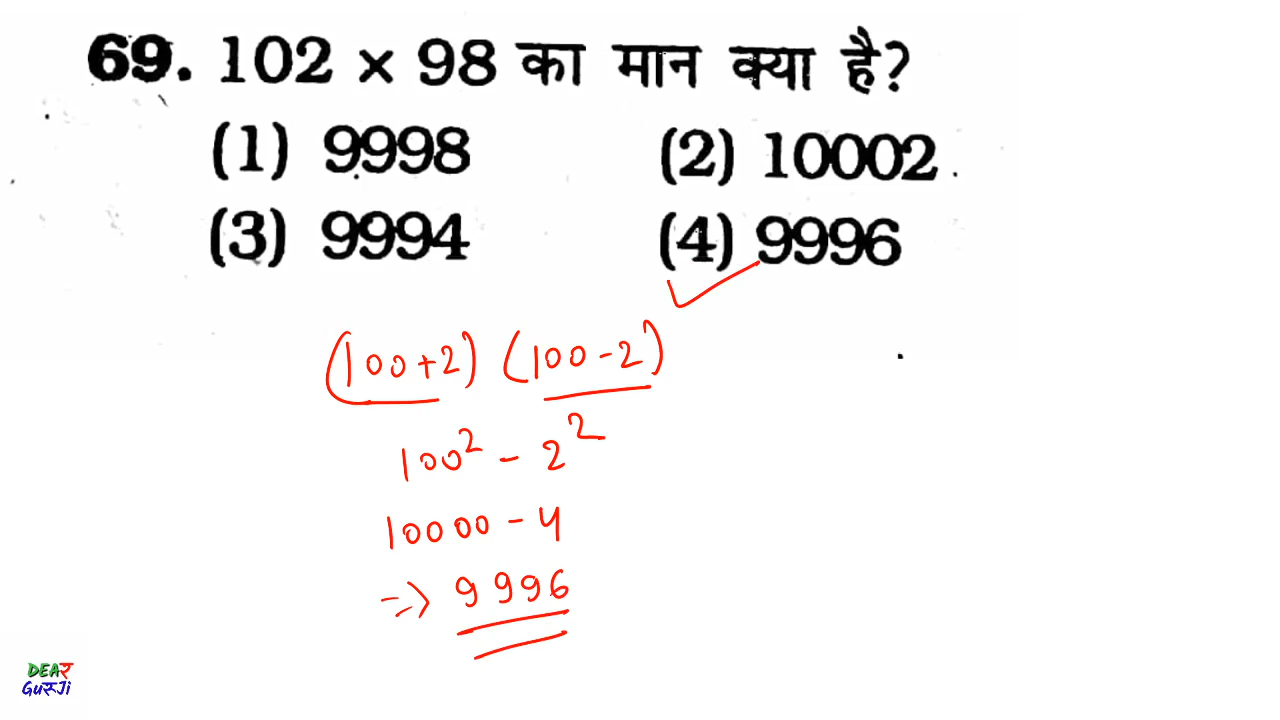 69. 102 × 98 का मान क्या है?
(1) 9998 (2) 10002
(3) 9994 (4) 9996
(100+2) (100-2)
100² - 2²
10000 - 4
=> 9996
DEAR
GuruJi